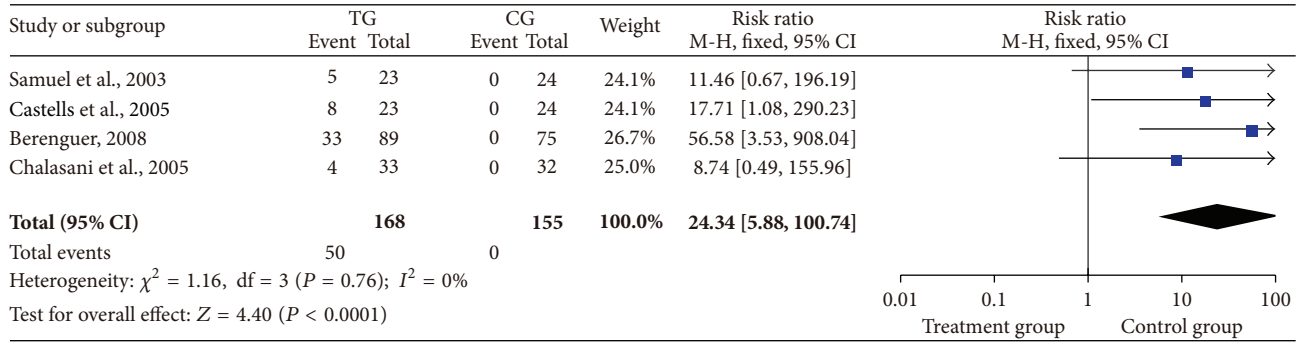 Study or subgroup TG CG Weight Risk ratio Risk ratio
Event Total Event Total M-H, fixed, 95% CI M-H, fixed, 95% CI
Samuel et al., 2003 5 23 0 24 24.1% 11.46 [0.67, 196.19]
Castells et al., 2005 8 23 0 24 24.1% 17.71 [1.08, 290.23]
Berenguer, 2008 33 89 0 75 26.7% 56.58 [3.53, 908.04]
Chalasani et al., 2005 4 33 0 32 25.0% 8.74 [0.49, 155.96]
Total (95% CI) 168 155 100.0% 24.34 [5.88, 100.74]
Total events 50 0
Heterogeneity: χ² = 1.16, df = 3 (P = 0.76); I² = 0%
Test for overall effect: Z = 4.40 (P < 0.0001)
0.01 0.1 1 10 100
Treatment group Control group